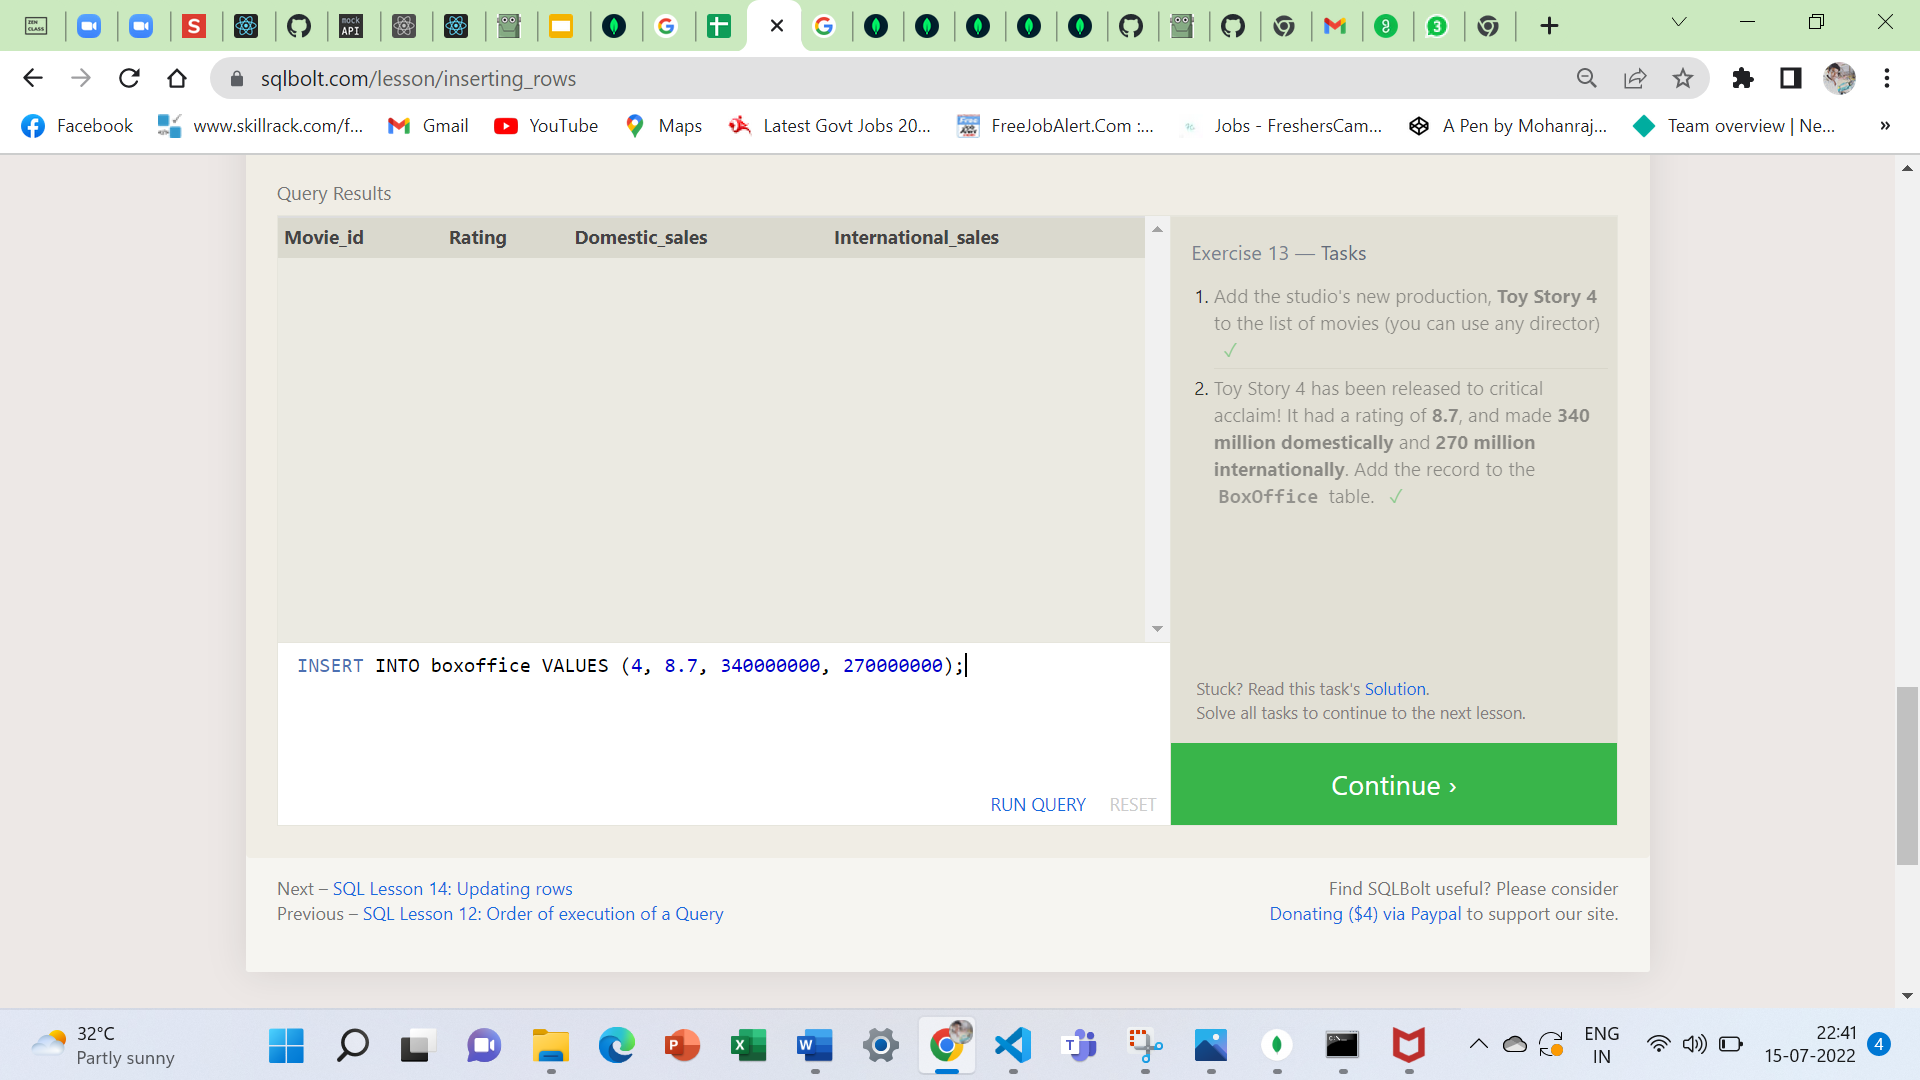 sqlbolt.com/lesson/inserting_rows
Facebook
www.skillrack.com/f...
Gmail
YouTube
Maps
Latest Govt Jobs 20...
FreeJobAlert.Com :...
Jobs - FreshersCam...
A Pen by Mohanraj...
Team overview | Ne...
»
Query Results
Movie_id Rating Domestic_sales International_sales
Exercise 13 — Tasks
1. Add the studio's new production, Toy Story 4
to the list of movies (you can use any director)
✓
2. Toy Story 4 has been released to critical
acclaim! It had a rating of 8.7, and made 340
million domestically and 270 million
internationally. Add the record to the
BoxOffice table. ✓
INSERT INTO boxoffice VALUES (4, 8.7, 340000000, 270000000);
RUN QUERY RESET
Stuck? Read this task's Solution.
Solve all tasks to continue to the next lesson.
Continue ›
Next – SQL Lesson 14: Updating rows
Previous – SQL Lesson 12: Order of execution of a Query
Find SQLBolt useful? Please consider
Donating ($4) via Paypal to support our site.
32°C
Partly sunny
ENG
IN
22:41
15-07-2022
4